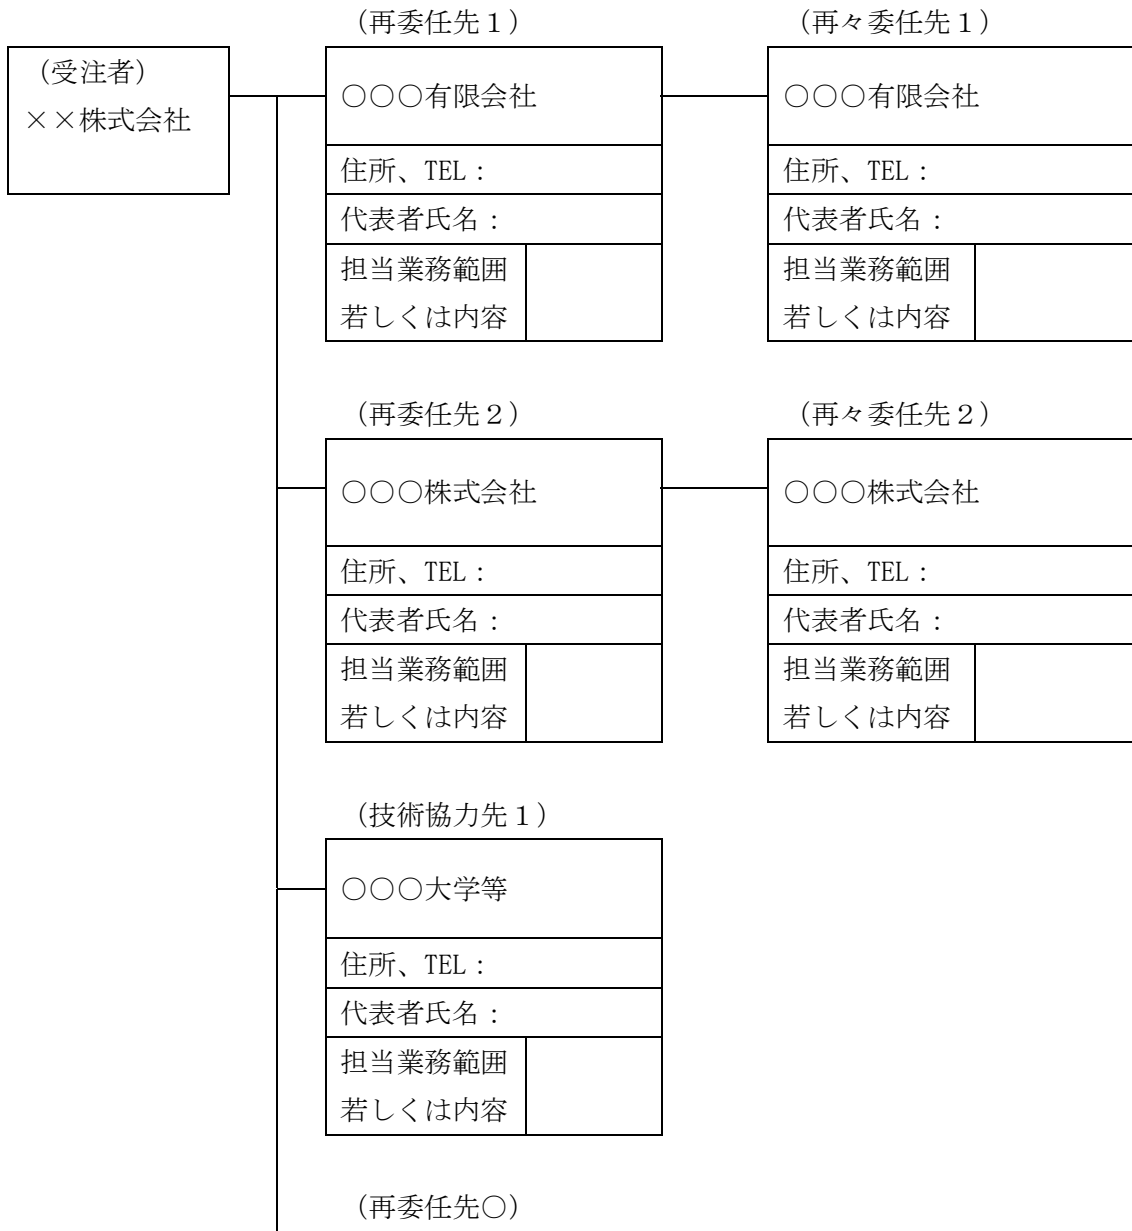 （受注者）
××株式会社
（再委任先１）
○○○有限会社
住所、TEL：
代表者氏名：
担当業務範囲
若しくは内容
（再々委任先１）
○○○有限会社
住所、TEL：
代表者氏名：
担当業務範囲
若しくは内容
（再委任先２）
○○○株式会社
住所、TEL：
代表者氏名：
担当業務範囲
若しくは内容
（再々委任先２）
○○○株式会社
住所、TEL：
代表者氏名：
担当業務範囲
若しくは内容
（技術協力先１）
○○○大学等
住所、TEL：
代表者氏名：
担当業務範囲
若しくは内容
（再委任先○）